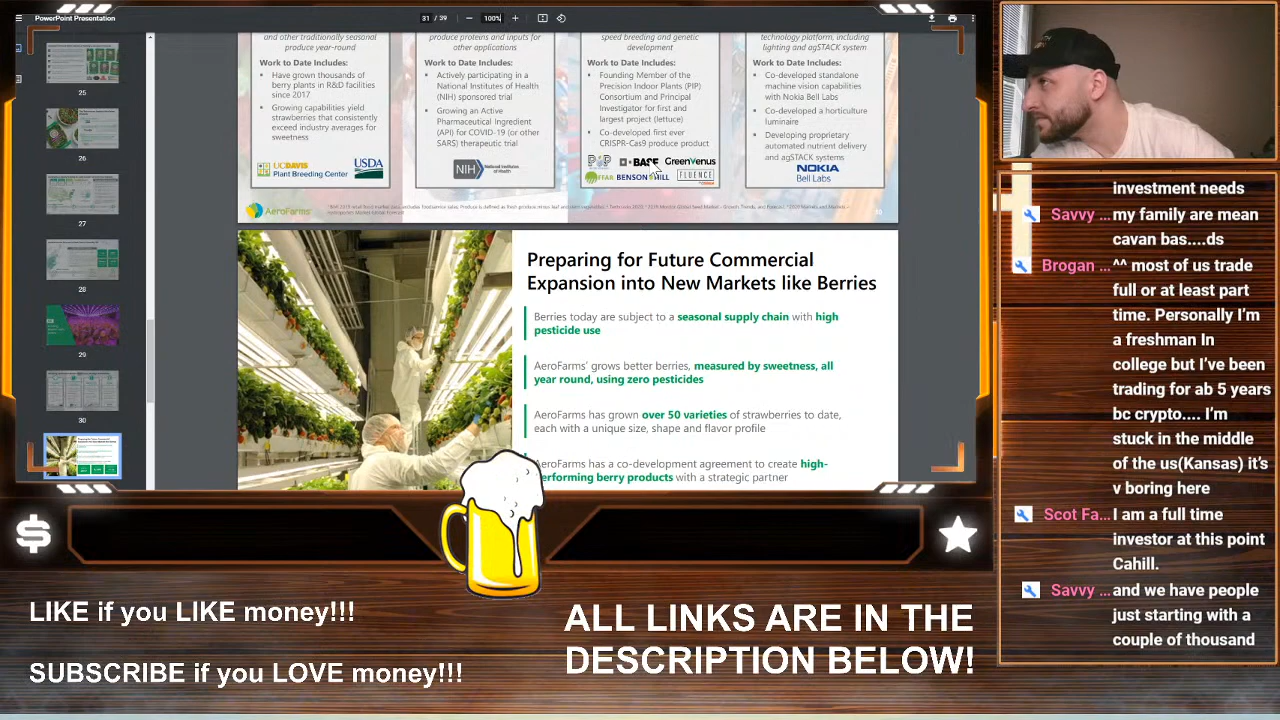 PowerPoint Presentation
31 / 39
100%
and other traditionally seasonal
produce year-round
Work to Date Includes:
Have grown thousands of
berry plants in R&D facilities
since 2017
Growing capabilities yield
strawberries that consistently
exceed industry averages for
sweetness
UCDAVIS
Plant Breeding Center
USDA
produce proteins and inputs for
other applications
Work to Date Includes:
Actively participating in a
National Institutes of Health
(NIH) sponsored trial
Growing an Active
Pharmaceutical Ingredient
(API) for COVID-19 (or other
SARS) therapeutic trial
NIH National Institutes of Health
speed breeding and genetic
development
Work to Date Includes:
Founding Member of the
Precision Indoor Plants (PIP)
Consortium and Principal
Investigator for first and
largest project (lettuce)
Co-developed first ever
CRISPR-Cas9 produce product
BASF GreenVenus
FFAR BENSON HILL FLUENCE
technology platform, including
lighting and agSTACK system
Work to Date Includes:
Co-developed standalone
machine vision capabilities
with Nokia Bell Labs
Co-developed a horticulture
luminaire
Developing proprietary
automated nutrient delivery
and agSTACK systems
NOKIA
Bell Labs
AeroFarms
30
Preparing for Future Commercial
Expansion into New Markets like Berries
Berries today are subject to a seasonal supply chain with high
pesticide use
AeroFarms' grows better berries, measured by sweetness, all
year round, using zero pesticides
AeroFarms has grown over 50 varieties of strawberries to date,
each with a unique size, shape and flavor profile
AeroFarms has a co-development agreement to create high-
performing berry products with a strategic partner
25
26
27
28
29
30
investment needs
Savvy ... my family are mean
cavan bas....ds
Brogan ... ^^ most of us trade
full or at least part
time. Personally I'm
a freshman In
college but I've been
trading for ab 5 years
bc crypto.... I'm
stuck in the middle
of the us(Kansas) it's
v boring here
Scot Fa... I am a full time
investor at this point
Cahill.
Savvy ... and we have people
just starting with a
couple of thousand
LIKE if you LIKE money!!!
SUBSCRIBE if you LOVE money!!!
ALL LINKS ARE IN THE
DESCRIPTION BELOW!